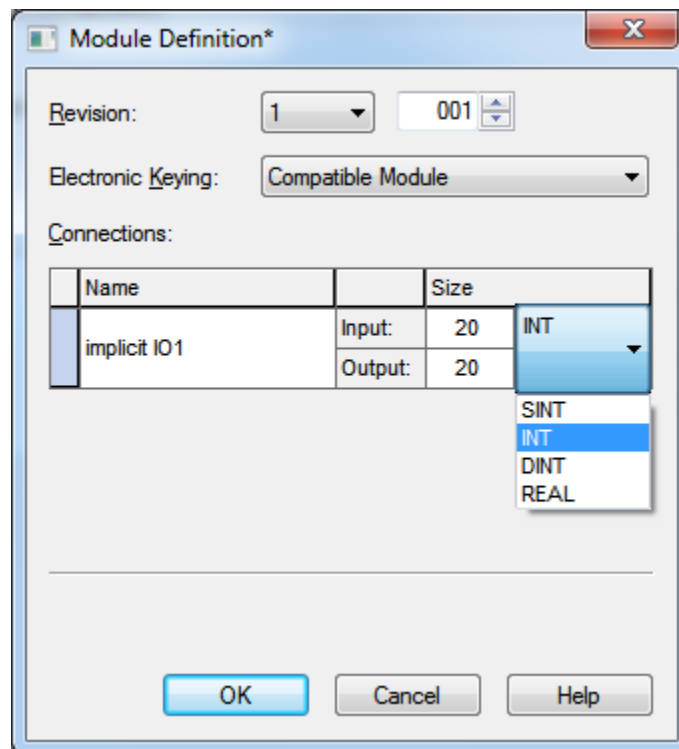 Module Definition*
Revision: 1 001
Electronic Keying: Compatible Module
Connections:
Name Size
implicit IO1 Input: 20 INT
Output: 20
SINT
INT
DINT
REAL
OK Cancel Help